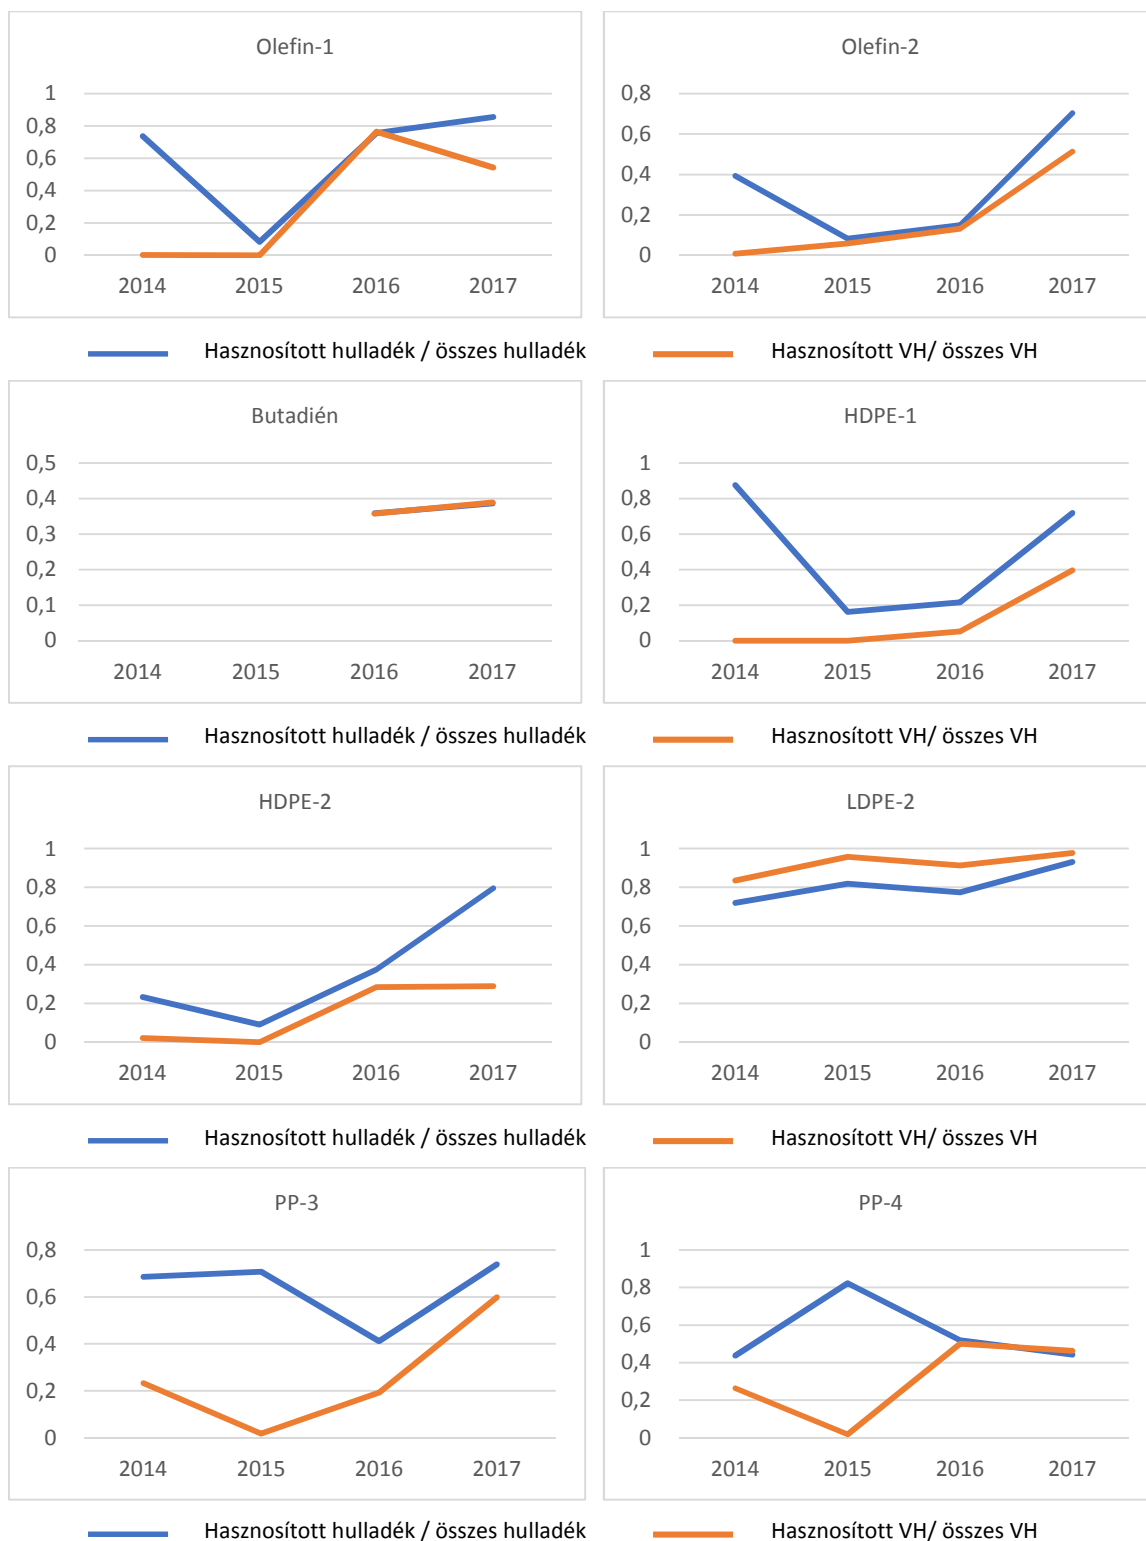 Olefin-1
1
0,8
0,6
0,4
0,2
0
2014 2015 2016 2017
Olefin-2
0,8
0,6
0,4
0,2
0
2014 2015 2016 2017
Hasznosított hulladék / összes hulladék
Hasznosított VH/ összes VH
Butadién
0,5
0,4
0,3
0,2
0,1
0
2014 2015 2016 2017
HDPE-1
1
0,8
0,6
0,4
0,2
0
2014 2015 2016 2017
Hasznosított hulladék / összes hulladék
Hasznosított VH/ összes VH
HDPE-2
1
0,8
0,6
0,4
0,2
0
2014 2015 2016 2017
LDPE-2
1
0,8
0,6
0,4
0,2
0
2014 2015 2016 2017
Hasznosított hulladék / összes hulladék
Hasznosított VH/ összes VH
PP-3
0,8
0,6
0,4
0,2
0
2014 2015 2016 2017
PP-4
1
0,8
0,6
0,4
0,2
0
2014 2015 2016 2017
Hasznosított hulladék / összes hulladék
Hasznosított VH/ összes VH